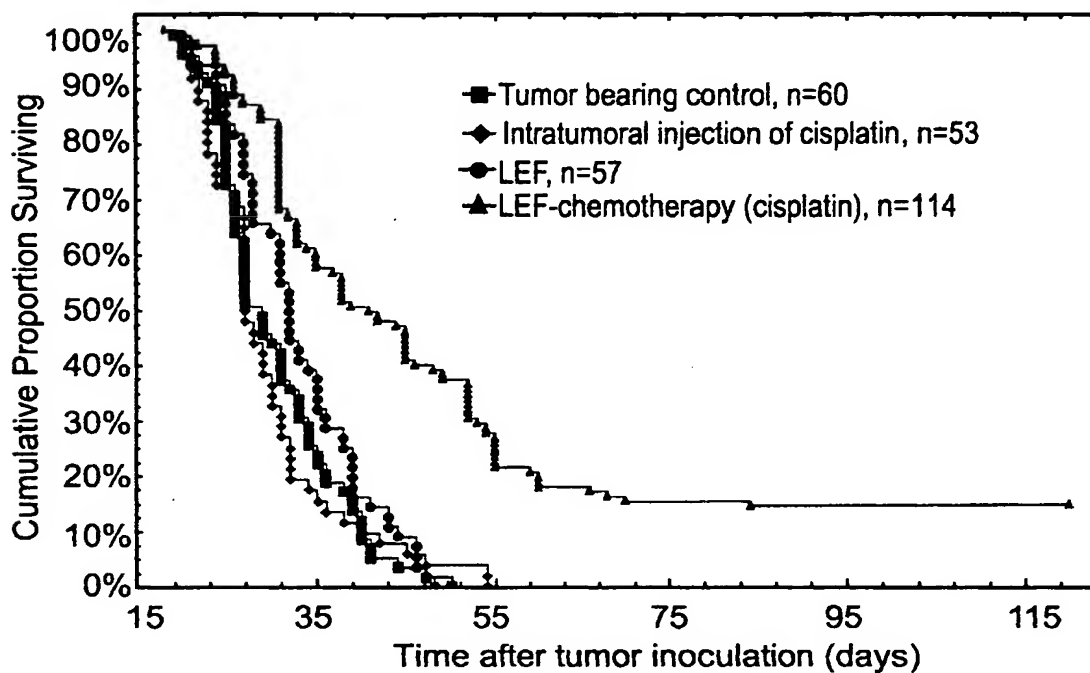 100%
90%
80%
70%
60%
50%
40%
30%
20%
10%
0%
Cumulative Proportion Surviving
Tumor bearing control, n=60
Intratumoral injection of cisplatin, n=53
LEF, n=57
LEF-chemotherapy (cisplatin), n=114
15 35 55 75 95 115
Time after tumor inoculation (days)